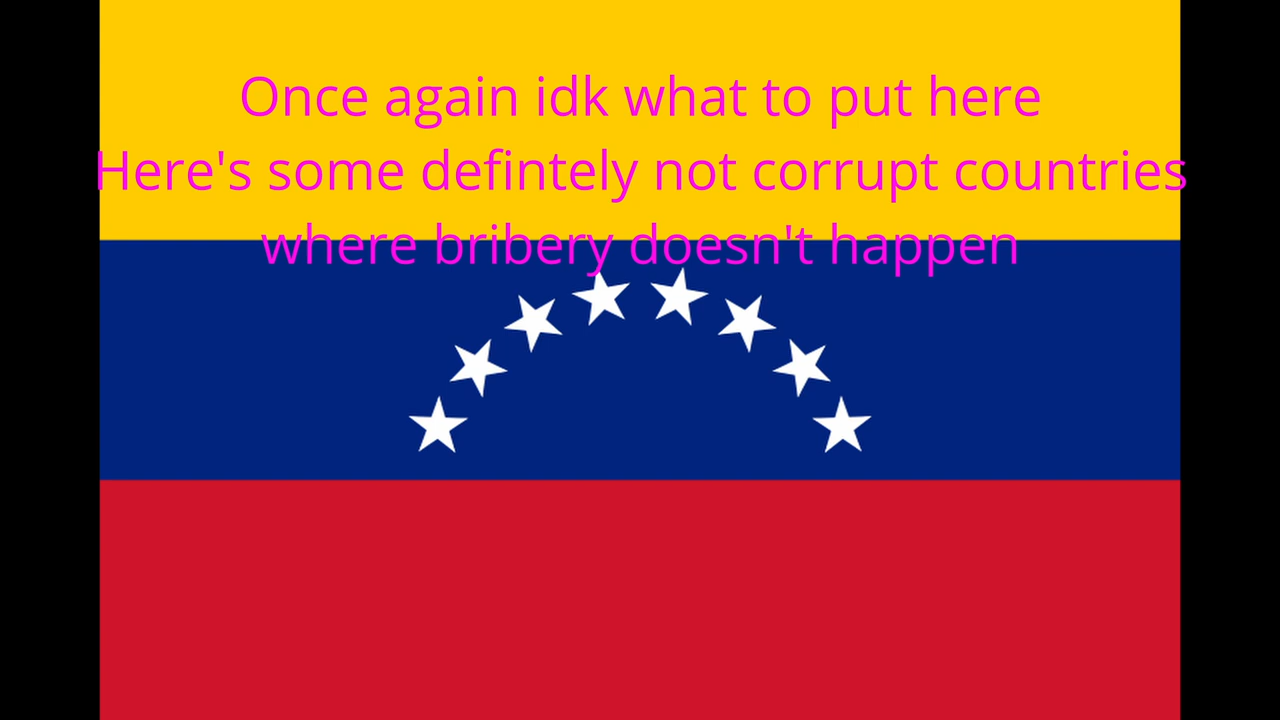 Once again idk what to put here
Here's some defintely not corrupt countries
where bribery doesn't happen